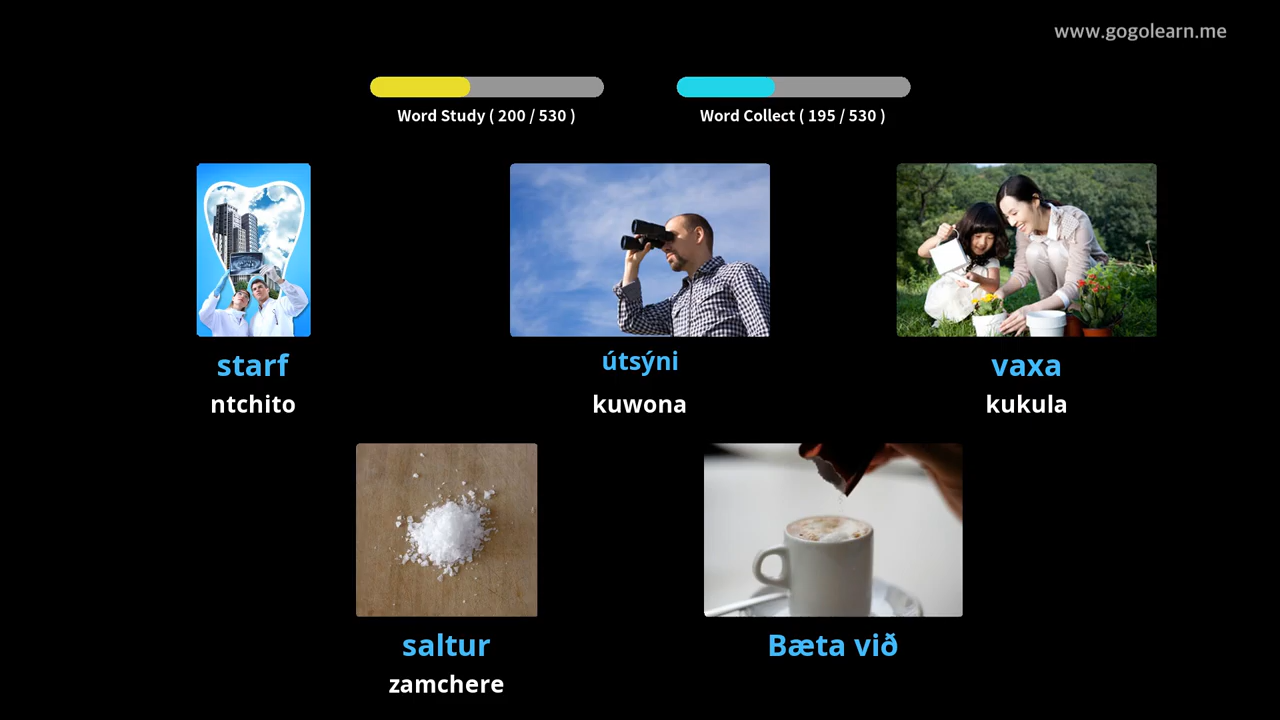 www.gogolearn.me
Word Study ( 200 / 530 )
Word Collect ( 195 / 530 )
starf
ntchito
útsýni
kuwona
vaxa
kukula
saltur
zamchere
Bæta við